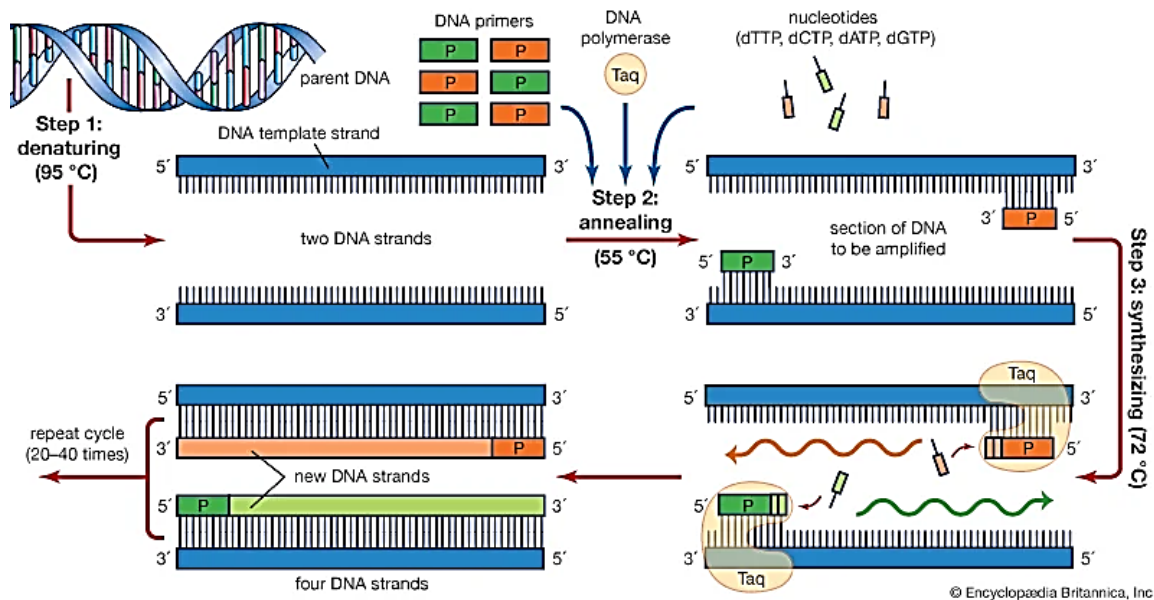 DNA primers
DNA
polymerase
nucleotides
(dTTP, dCTP, dATP, dGTP)
P P
P P
P P
Taq
parent DNA
Step 1:
denaturing
(95 °C)
DNA template strand
5′ 3′
two DNA strands
3′ 5′
Step 2:
annealing
(55 °C)
5′ 3′
3′ P 5′
section of DNA
to be amplified
5′ P 3′
3′ 5′
Step 3: synthesizing (72 °C)
Taq
5′ 3′
P 5′
5′ P
3′ 5′
Taq
5′ 3′
3′ P 5′
new DNA strands
5′ P 3′
3′ 5′
four DNA strands
repeat cycle
(20–40 times)
© Encyclopædia Britannica, Inc